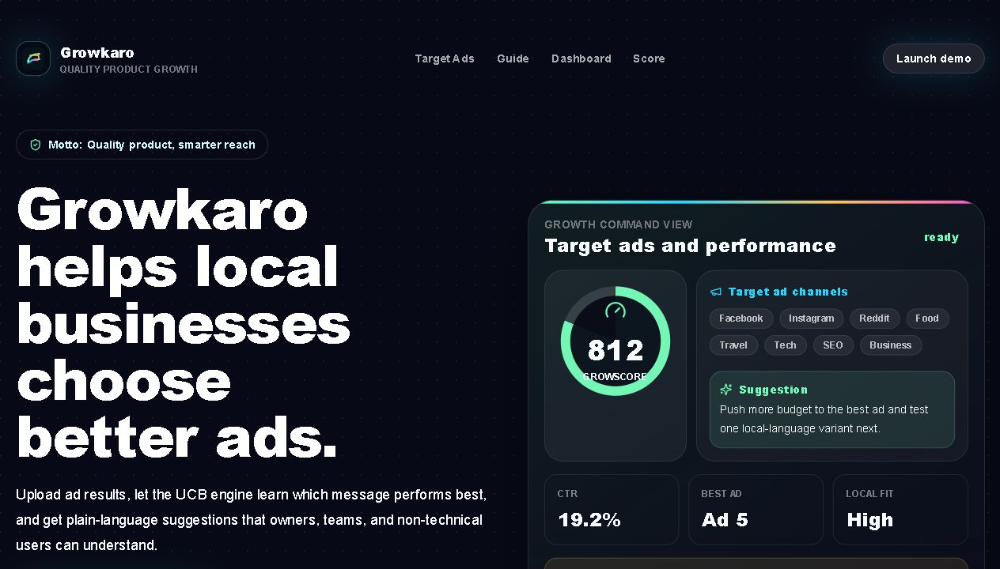 Growkaro
QUALITY PRODUCT GROWTH
Target Ads
Guide
Dashboard
Score
Launch demo
Motto: Quality product, smarter reach
Growkaro
helps local
businesses
choose
better ads.
Upload ad results, let the UCB engine learn which message performs best,
and get plain-language suggestions that owners, teams, and non-technical
users can understand.
GROWTH COMMAND VIEW
Target ads and performance
ready
812
GROWSCORE
Target ad channels
Facebook
Instagram
Reddit
Food
Travel
Tech
SEO
Business
Suggestion
Push more budget to the best ad and test
one local-language variant next.
CTR
19.2%
BEST AD
Ad 5
LOCAL FIT
High